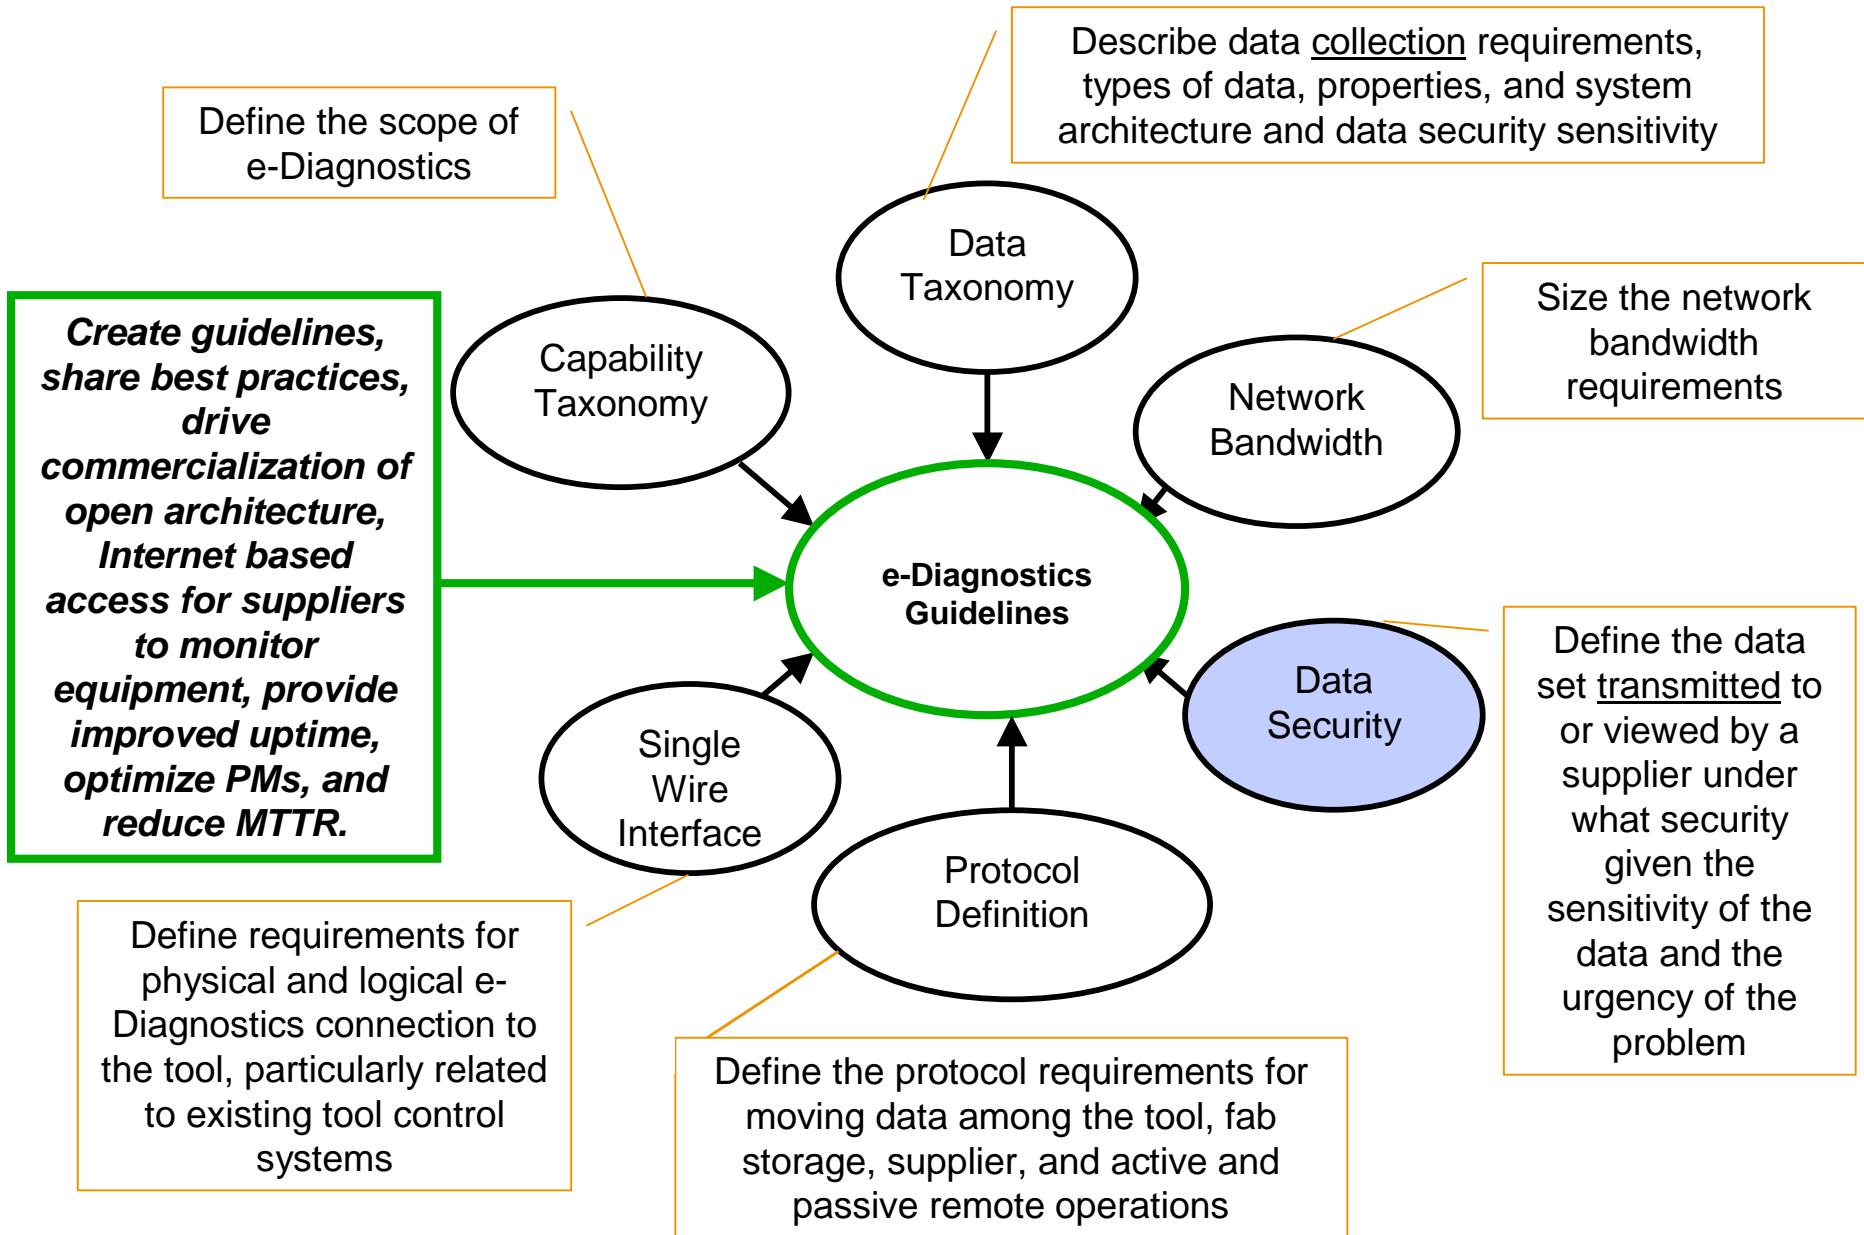 Describe data collection requirements,
types of data, properties, and system
architecture and data security sensitivity
Define the scope of
e-Diagnostics
Data
Taxonomy
Size the network
bandwidth
requirements
Create guidelines,
share best practices,
drive
commercialization of
open architecture,
Internet based
access for suppliers
to monitor
equipment, provide
improved uptime,
optimize PMs, and
reduce MTTR.
Capability
Taxonomy
Network
Bandwidth
e-Diagnostics
Guidelines
Data
Security
Define the data
set transmitted to
or viewed by a
supplier under
what security
given the
sensitivity of the
data and the
urgency of the
problem
Single
Wire
Interface
Protocol
Definition
Define requirements for
physical and logical e-
Diagnostics connection to
the tool, particularly related
to existing tool control
systems
Define the protocol requirements for
moving data among the tool, fab
storage, supplier, and active and
passive remote operations